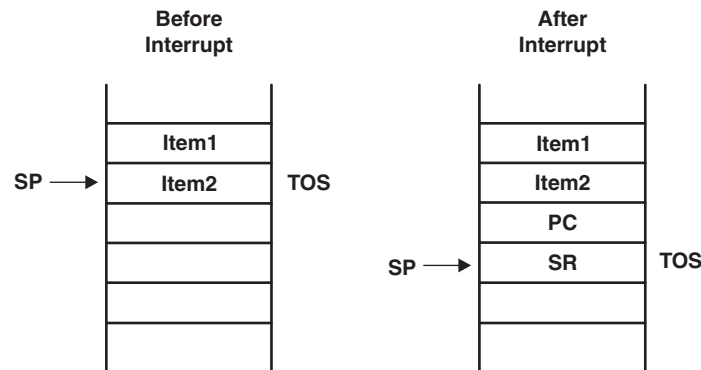 Before
Interrupt
After
Interrupt
Item1
Item1
SP
Item2
TOS
Item2
PC
SP
SR
TOS